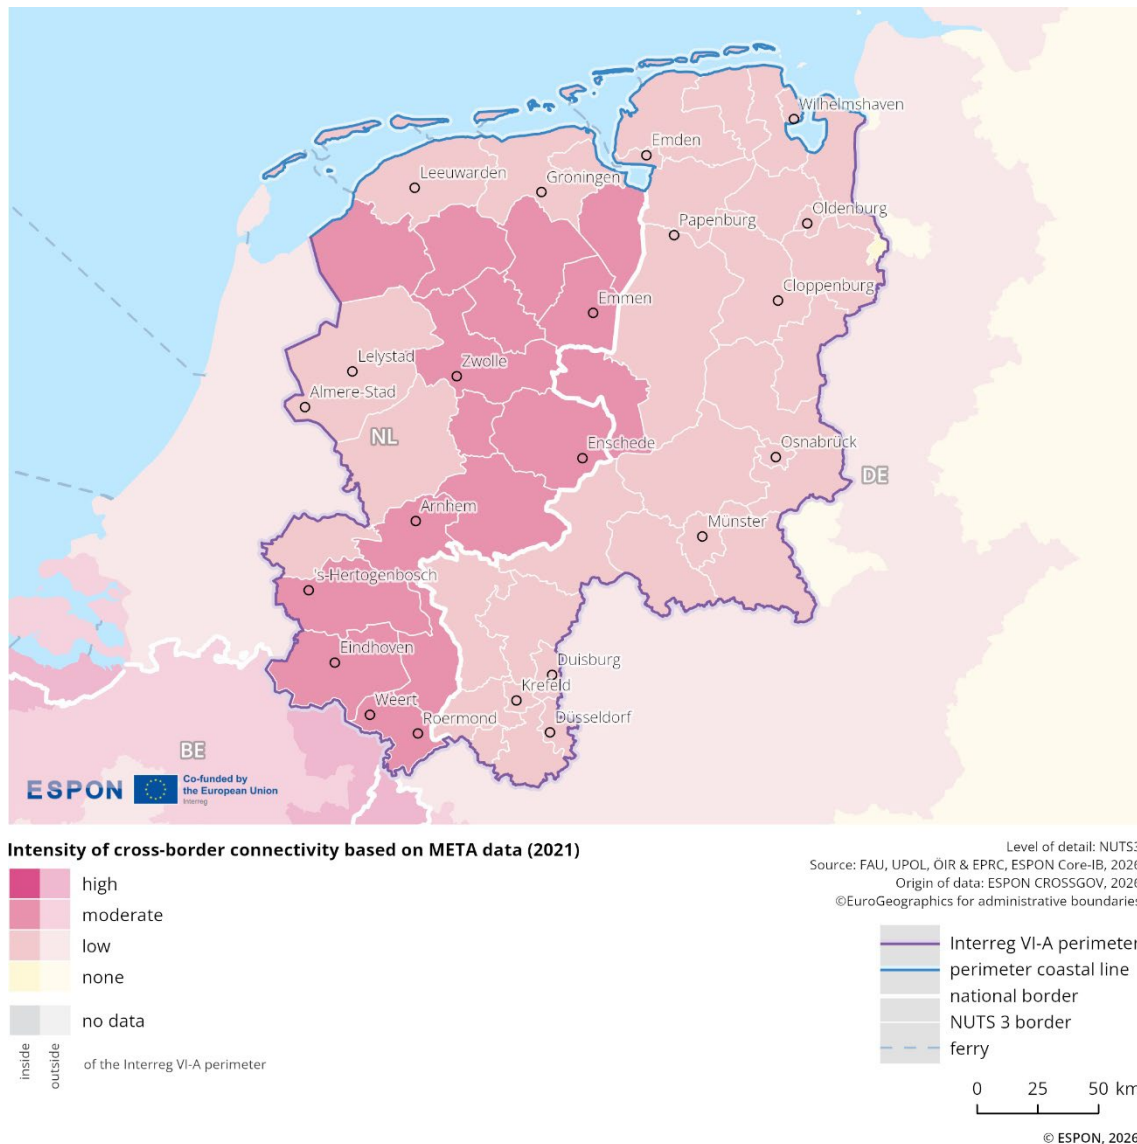 Wilhelmshaven
Emden
Leeuwarden
Gröningen
Oldenburg
Papenburg
Cloppenburg
Emmen
Lelystad
Zwolle
Almere-Stad
NL
Enschede
Osnabrück
DE
Arnhem
Münster
's-Hertogenbosch
Eindhoven
Duisburg
Krefeld
Weert
Roermond
Düsseldorf
BE
ESPON
Co-funded by
the European Union
Interreg
Intensity of cross-border connectivity based on META data (2021)
high
moderate
low
none
no data
inside
outside
of the Interreg VI-A perimeter
Level of detail: NUTS3
Source: FAU, UPOL, ÖIR & EPRC, ESPON Core-IB, 2026
Origin of data: ESPON CROSSGOV, 2026
©EuroGeographics for administrative boundaries
Interreg VI-A perimeter
perimeter coastal line
national border
NUTS 3 border
ferry
0 25 50 km
© ESPON, 2026